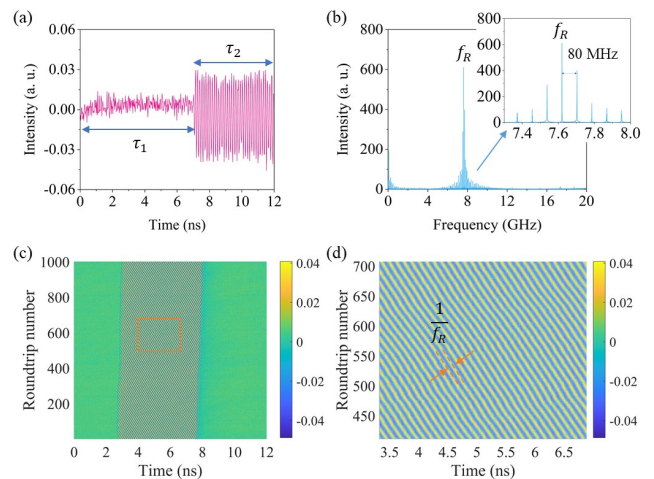 (a)
0.06
0.03
0.00
-0.03
-0.06
Intensity (a. u.)
τ2
τ1
0 2 4 6 8 10 12
Time (ns)
(b)
800
600
400
200
0
Intensity (a. u.)
fR
0 4 8 12 16 20
Frequency (GHz)
800
600
400
200
0
fR
80 MHz
7.4 7.6 7.8 8.0
(c)
1000
800
600
400
200
Roundtrip number
0 2 4 6 8 10 12
Time (ns)
0.04
0.02
0
-0.02
-0.04
(d)
700
650
600
550
500
450
Roundtrip number
1
fR
3.5 4 4.5 5 5.5 6 6.5
Time (ns)
0.04
0.02
0
-0.02
-0.04